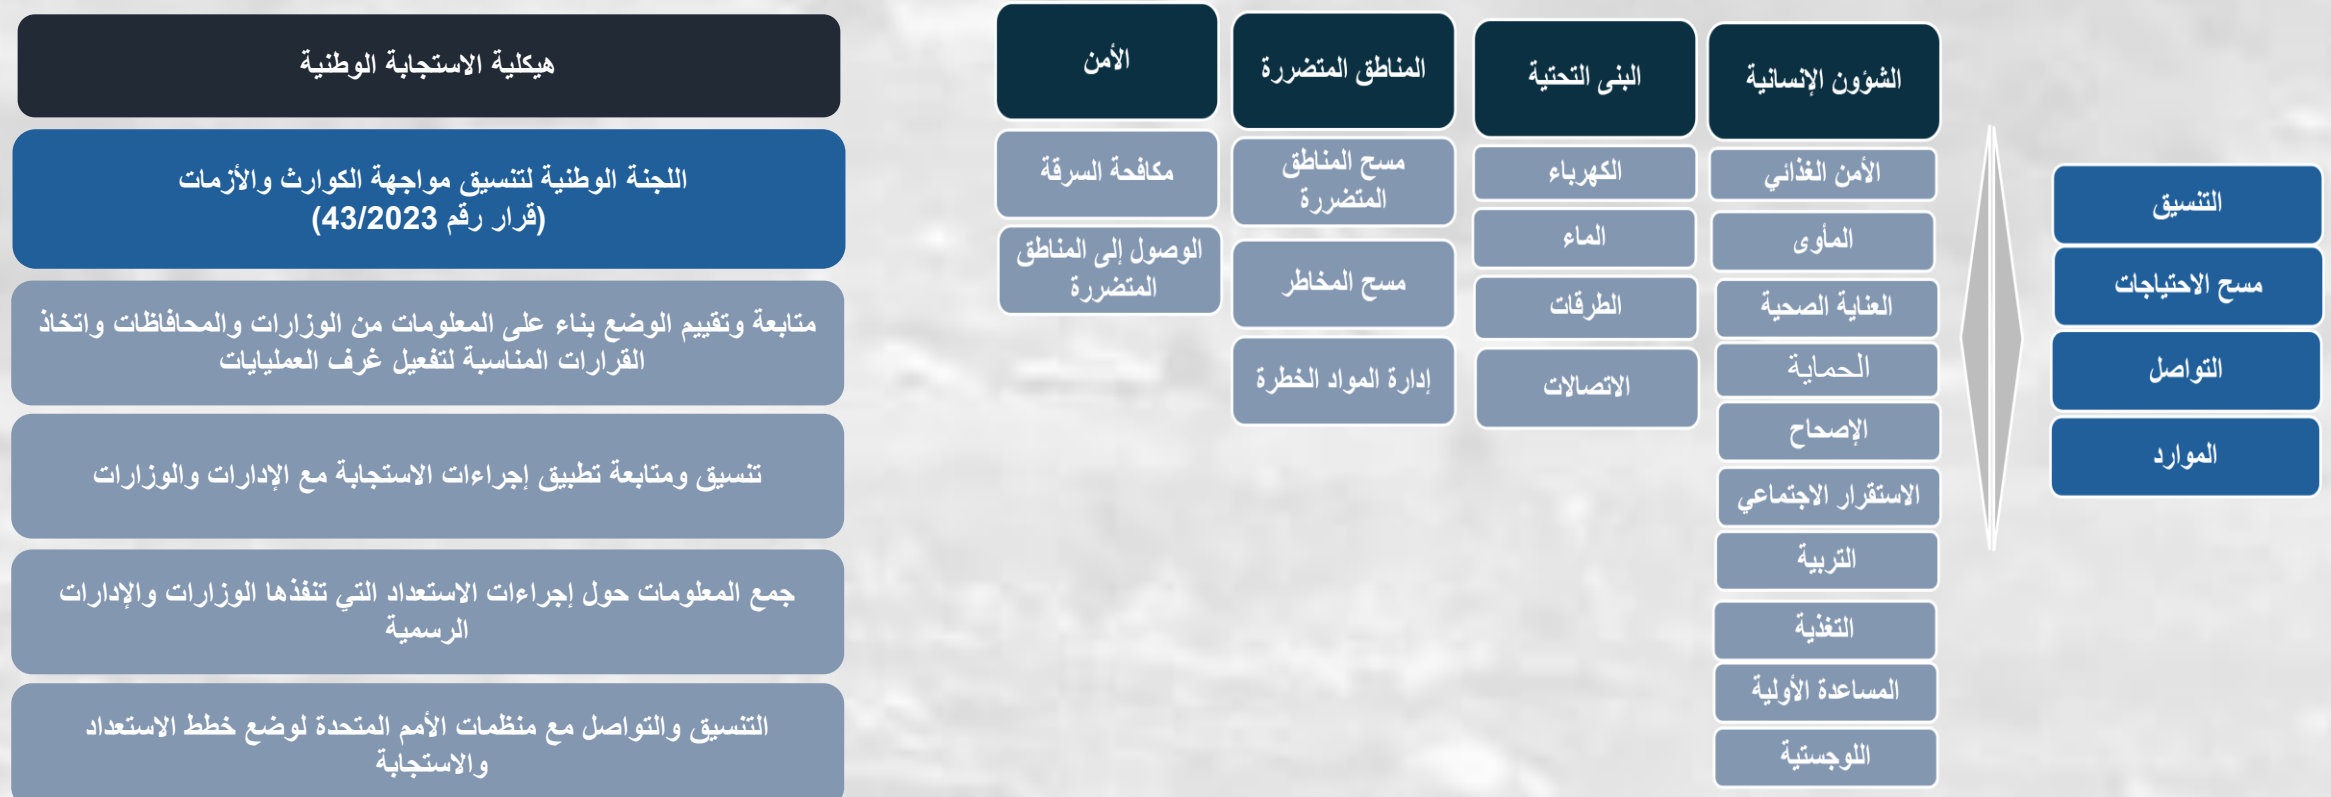 التنسيق
مسح الاحتياجات
التواصل
الموارد
الشؤون الإنسانية
الأمن الغذائي
المأوى
العناية الصحية
الحماية
الإصحاح
الاستقرار الاجتماعي
التربية
التغذية
المساعدة الأولية
اللوجستية
البنى التحتية
الكهرباء
الماء
الطرقات
الاتصالات
المناطق المتضررة
مسح المناطق
المتضررة
مسح المخاطر
إدارة المواد الخطرة
الأمن
مكافحة السرقة
الوصول إلى المناطق
المتضررة
هيكلية الاستجابة الوطنية
اللجنة الوطنية لتنسيق مواجهة الكوارث والأزمات
(قرار رقم 43/2023)
متابعة وتقييم الوضع بناء على المعلومات من الوزارات والمحافظات واتخاذ
القرارات المناسبة لتفعيل غرف العمليايات
تنسيق ومتابعة تطبيق إجراءات الاستجابة مع الإدارات والوزارات
جمع المعلومات حول إجراءات الاستعداد التي تنفذها الوزارات والإدارات
الرسمية
التنسيق والتواصل مع منظمات الأمم المتحدة لوضع خطط الاستعداد
والاستجابة